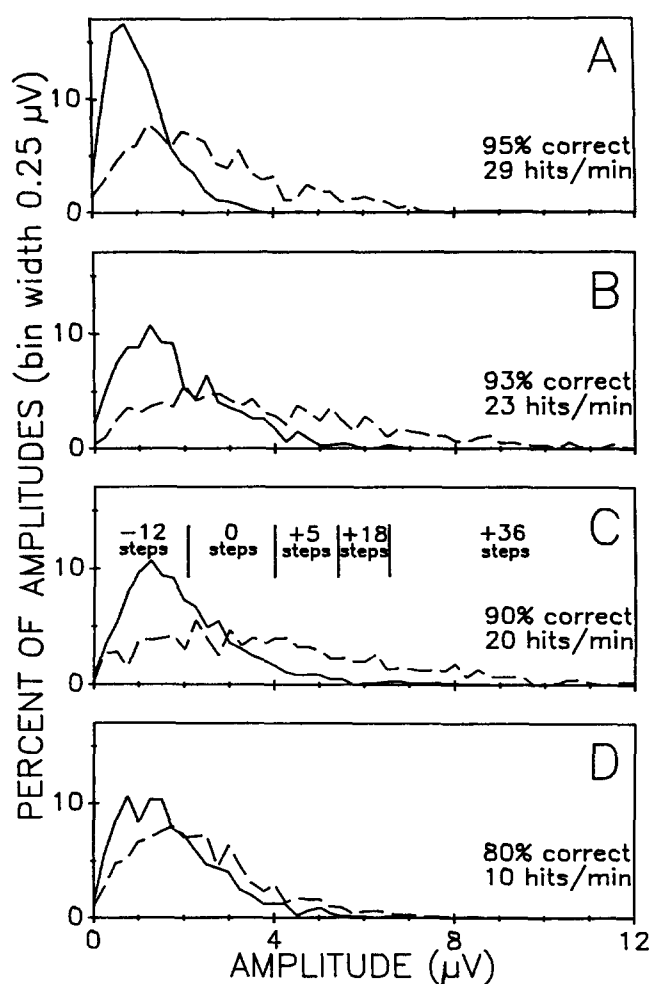 PERCENT OF AMPLITUDES (bin width 0.25 μV)
A
10
95% correct
29 hits/min
0
B
10
93% correct
23 hits/min
0
C
-12 steps
0 steps
+5 steps
+18 steps
+36 steps
10
90% correct
20 hits/min
0
D
10
80% correct
10 hits/min
0
0 4 8 12
AMPLITUDE (μV)